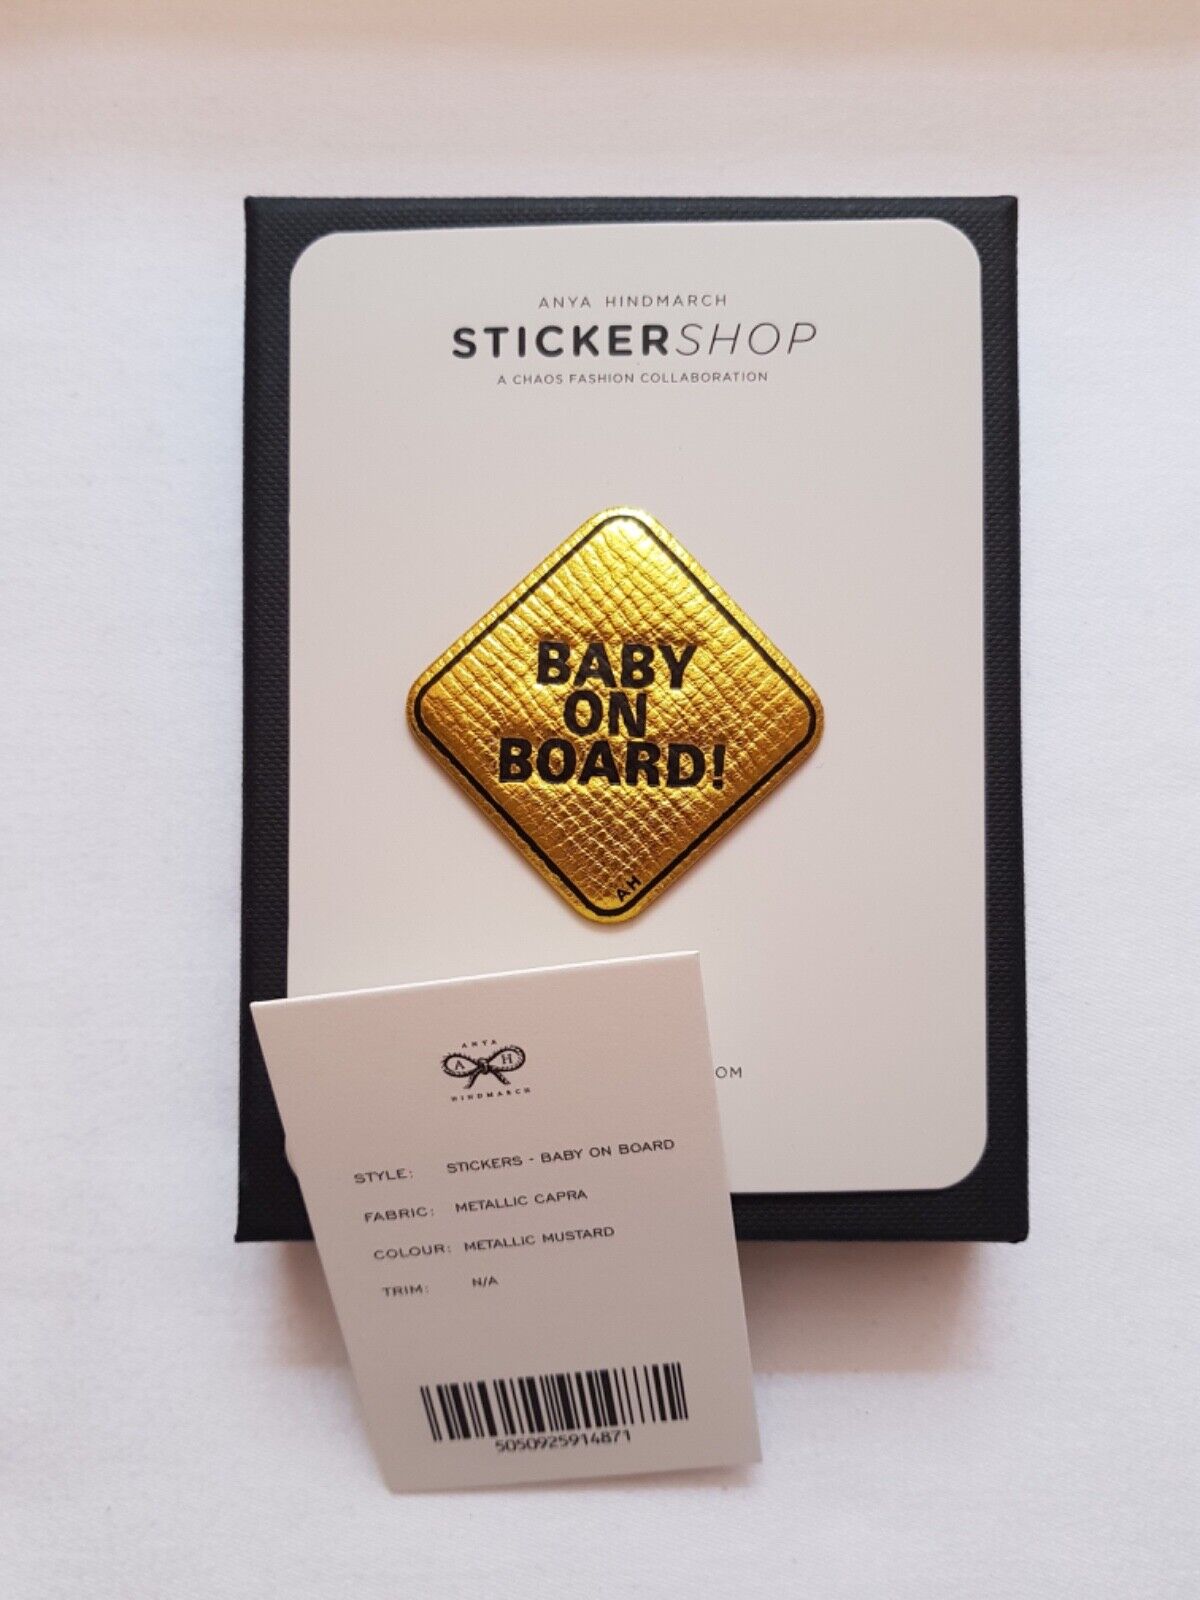 ANYA HINDMARCH
STICKERSHOP
A CHAOS FASHION COLLABORATION
BABY
ON
BOARD!
AH
OM
ANYA
A H
HINDMARCH
STYLE: STICKERS - BABY ON BOARD
FABRIC: METALLIC CAPRA
COLOUR: METALLIC MUSTARD
TRIM: N/A
5050925914871